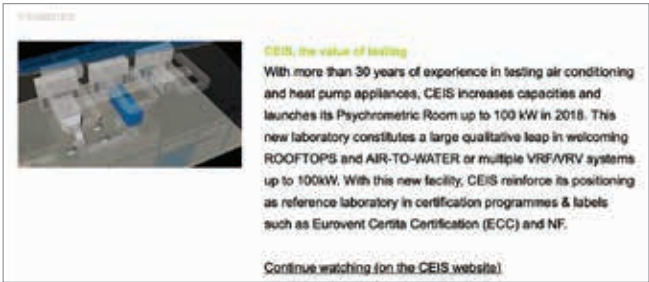 CEIS, the value of testing
With more than 30 years of experience in testing air conditioning
and heat pump appliances, CEIS increases capacities and
launches its Psychrometric Room up to 100 kW in 2018. This
new laboratory constitutes a large qualitative leap in welcoming
ROOFTOPS and AIR-TO-WATER or multiple VRF/VRV systems
up to 100kW. With this new facility, CEIS reinforce its positioning
as reference laboratory in certification programmes & labels
such as Eurovent Certita Certification (ECC) and NF.
Continue watching (on the CEIS website)